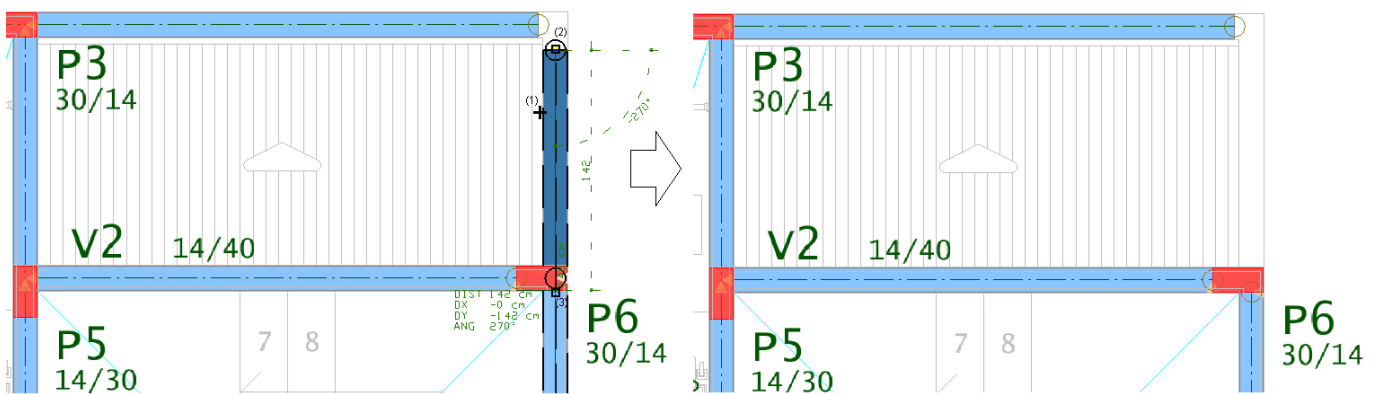 (2)
P3
30/14
(1)
-270°
142
V2 14/40
DIST 142 cm
DX -0 cm
DY -142 cm
ANG 270°
(3)
P6
30/14
7 8
P5
14/30
P3
30/14
V2 14/40
P6
30/14
7 8
P5
14/30